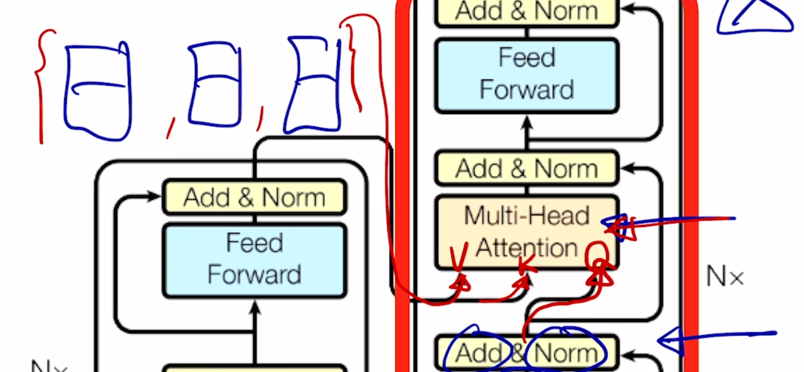 Add & Norm
Feed
Forward
Add & Norm
Multi-Head
Attention
V K Q
Nx
Add & Norm
Add & Norm
Feed
Forward
Nx